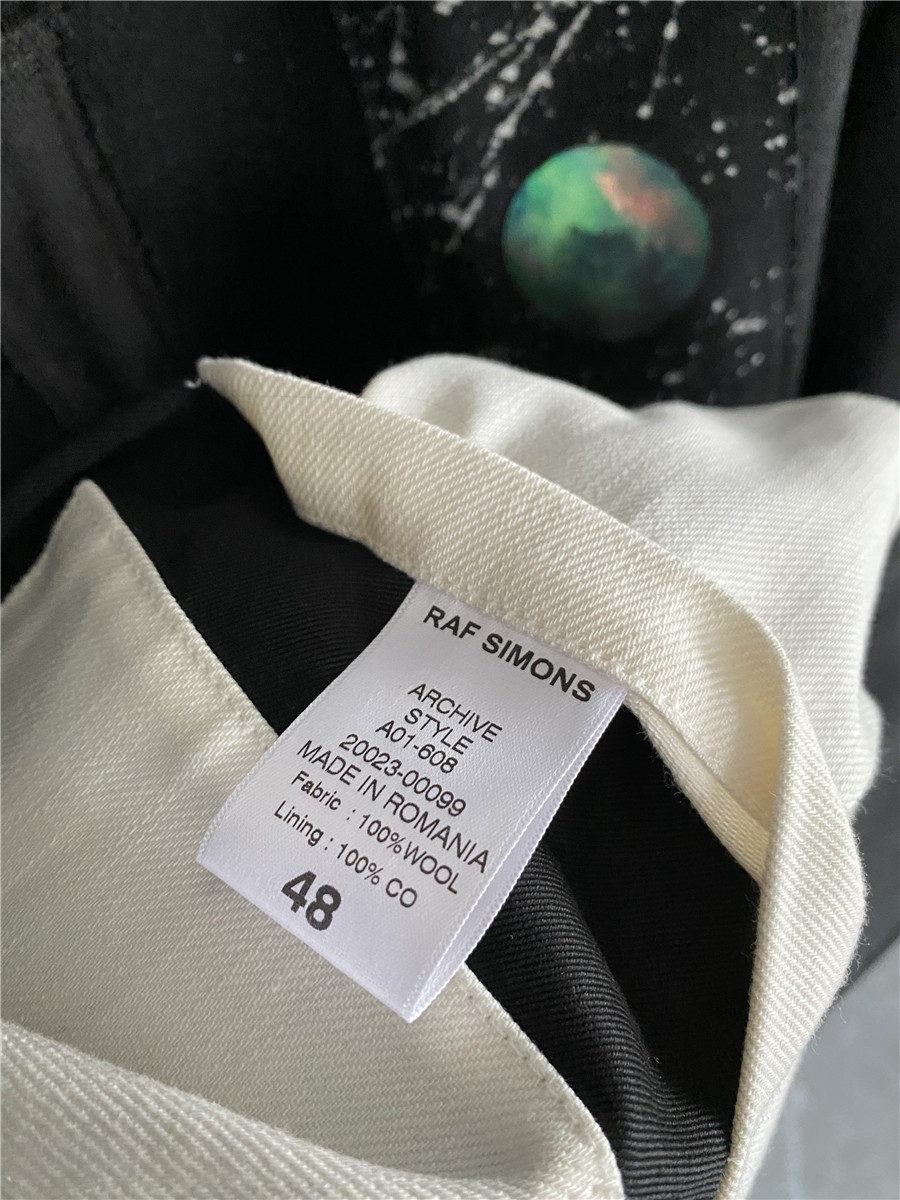 RAF SIMONS
ARCHIVE
STYLE
A01-608
20023-00099
MADE IN ROMANIA
Fabric : 100%WOOL
Lining : 100% CO
48